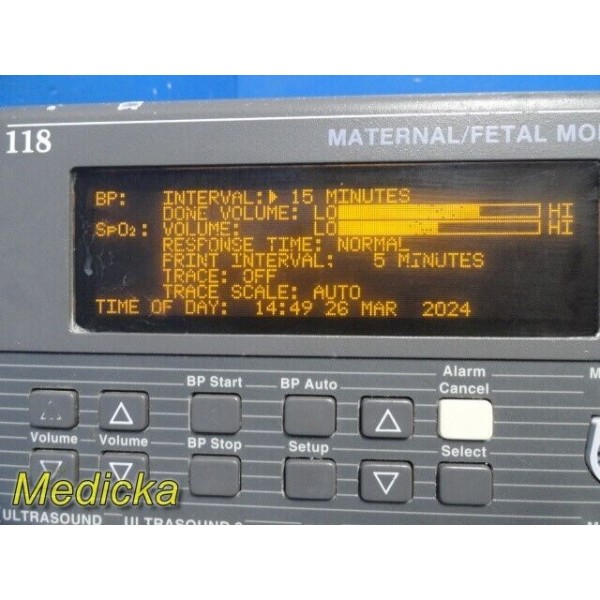 118
MATERNAL/FETAL MO
BP: INTERVAL:▶ 15 MINUTES
DONE VOLUME: LO HI
SpO₂: VOLUME: LO HI
RESPONSE TIME: NORMAL
PRINT INTERVAL: 5 MINUTES
TRACE: OFF
TRACE SCALE: AUTO
TIME OF DAY: 14:49 26 MAR 2024
Alarm
Cancel
BP Start
BP Auto
Volume
Volume
BP Stop
Setup
Select
Medicka
ULTRASOUND
ULTRASOUND 2